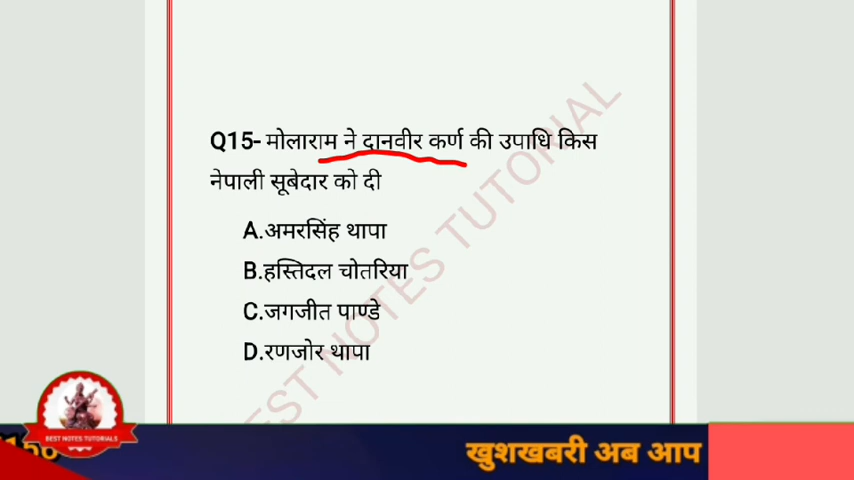 Q15- मोलाराम ने दानवीर कर्ण की उपाधि किस
नेपाली सूबेदार को दी
A.अमरसिंह थापा
B.हस्तिदल चोतरिया
C.जगजीत पाण्डे
D.रणजोर थापा
BEST NOTES TUTORIAL
BEST NOTES TUTORIALS
खुशखबरी अब आप